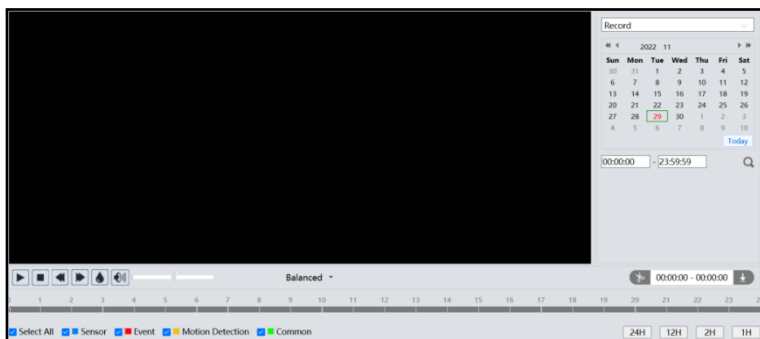 Record
2022 11
Sun Mon Tue Wed Thu Fri Sat
30 31 1 2 3 4 5
6 7 8 9 10 11 12
13 14 15 16 17 18 19
20 21 22 23 24 25 26
27 28 29 30 1 2 3
4 5 6 7 8 9 10
Today
00:00:00 - 23:59:59
Balanced
00:00:00 - 00:00:00
0 1 2 3 4 5 6 7 8 9 10 11 12 13 14 15 16 17 18 19 20 21 22 23 2
Select All Sensor Event Motion Detection Common
24H 12H 2H 1H